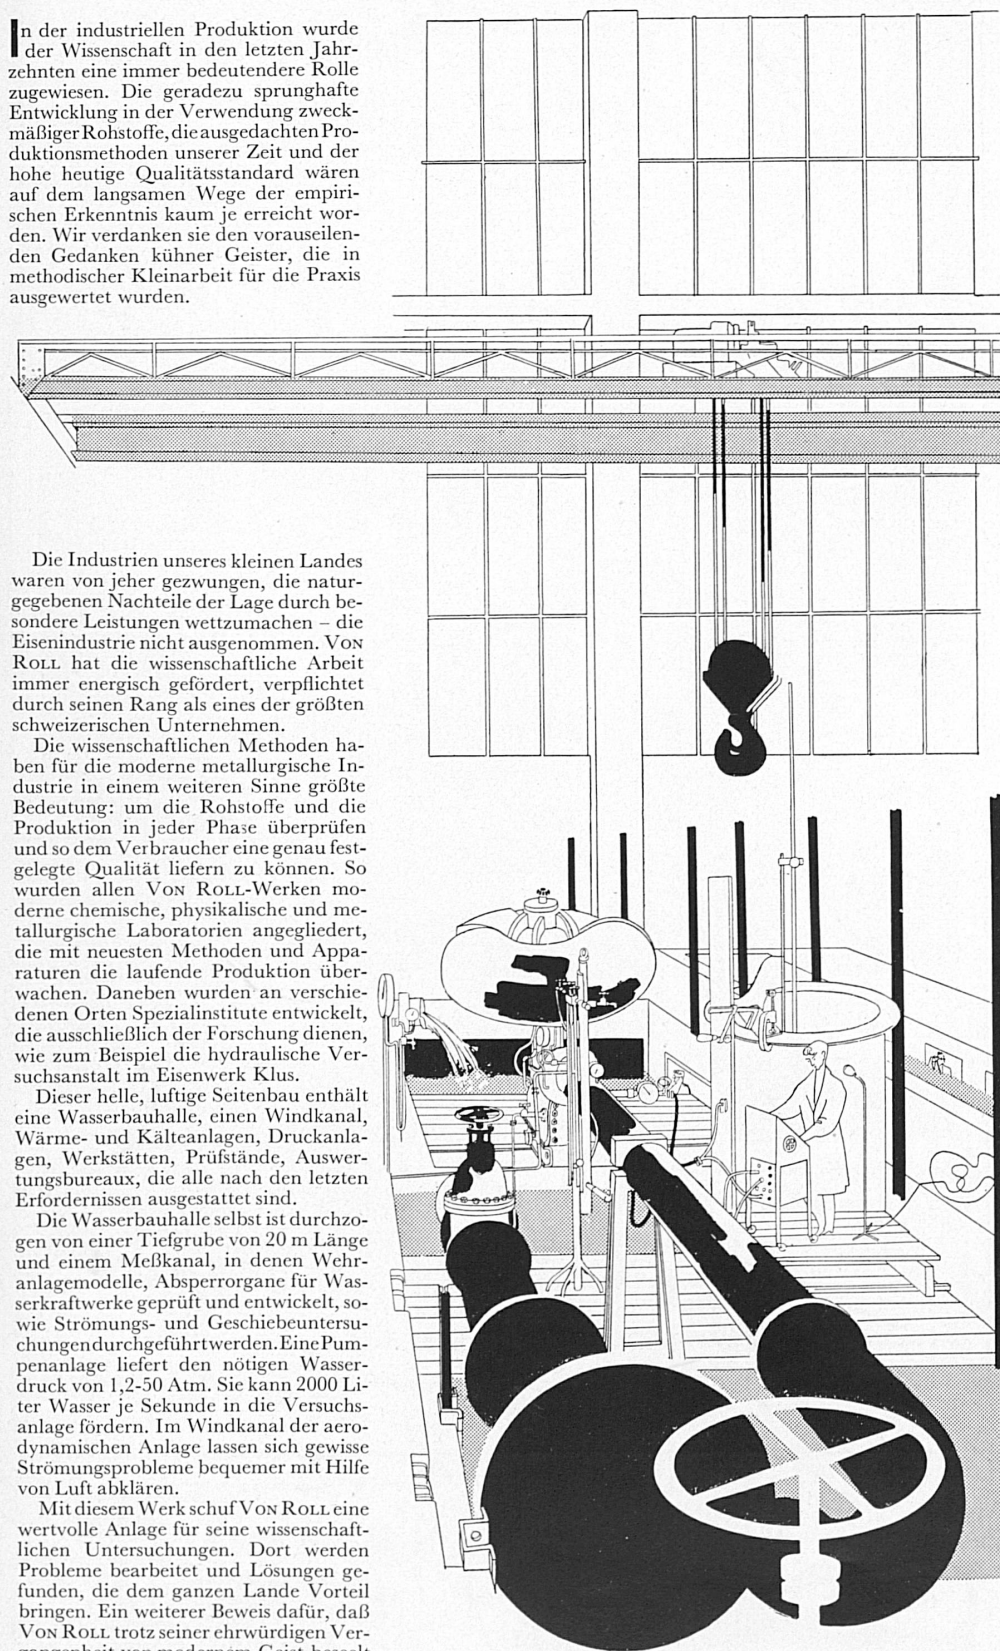 In der industriellen Produktion wurde
der Wissenschaft in den letzten Jahr-
zehnten eine immer bedeutendere Rolle
zugewiesen. Die geradezu sprunghafte
Entwicklung in der Verwendung zweck-
mäßiger Rohstoffe, die ausgedachten Pro-
duktionsmethoden unserer Zeit und der
hohe heutige Qualitätsstandard wären
auf dem langsamen Wege der empiri-
schen Erkenntnis kaum je erreicht wor-
den. Wir verdanken sie den vorauseilen-
den Gedanken kühner Geister, die in
methodischer Kleinarbeit für die Praxis
ausgewertet wurden.
Die Industrien unseres kleinen Landes
waren von jeher gezwungen, die natur-
gegebenen Nachteile der Lage durch be-
sondere Leistungen wettzumachen – die
Eisenindustrie nicht ausgenommen. VON
ROLL hat die wissenschaftliche Arbeit
immer energisch gefördert, verpflichtet
durch seinen Rang als eines der größten
schweizerischen Unternehmen.
Die wissenschaftlichen Methoden ha-
ben für die moderne metallurgische In-
dustrie in einem weiteren Sinne größte
Bedeutung: um die Rohstoffe und die
Produktion in jeder Phase überprüfen
und so dem Verbraucher eine genau fest-
gelegte Qualität liefern zu können. So
wurden allen VON ROLL-Werken mo-
derne chemische, physikalische und me-
tallurgische Laboratorien angegliedert,
die mit neuesten Methoden und Appa-
raturen die laufende Produktion über-
wachen. Daneben wurden an verschie-
denen Orten Spezialinstitute entwickelt,
die ausschließlich der Forschung dienen,
wie zum Beispiel die hydraulische Ver-
suchsanstalt im Eisenwerk Klus.
Dieser helle, luftige Seitenbau enthält
eine Wasserbauhalle, einen Windkanal,
Wärme- und Kälteanlagen, Druckanla-
gen, Werkstätten, Prüfstände, Auswer-
tungsbureaux, die alle nach den letzten
Erfordernissen ausgestattet sind.
Die Wasserbauhalle selbst ist durchzo-
gen von einer Tiefgrube von 20 m Länge
und einem Meßkanal, in denen Wehr-
anlagemodelle, Absperrorgane für Was-
serkraftwerke geprüft und entwickelt, so-
wie Strömungs- und Geschiebeuntersu-
chungen durchgeführt werden. Eine Pum-
penanlage liefert den nötigen Wasser-
druck von 1,2-50 Atm. Sie kann 2000 Li-
ter Wasser je Sekunde in die Versuchs-
anlage fördern. Im Windkanal der aero-
dynamischen Anlage lassen sich gewisse
Strömungsprobleme bequemer mit Hilfe
von Luft abklären.
Mit diesem Werk schuf VON ROLL eine
wertvolle Anlage für seine wissenschaft-
lichen Untersuchungen. Dort werden
Probleme bearbeitet und Lösungen ge-
funden, die dem ganzen Lande Vorteil
bringen. Ein weiterer Beweis dafür, daß
VON ROLL trotz seiner ehrwürdigen Ver-